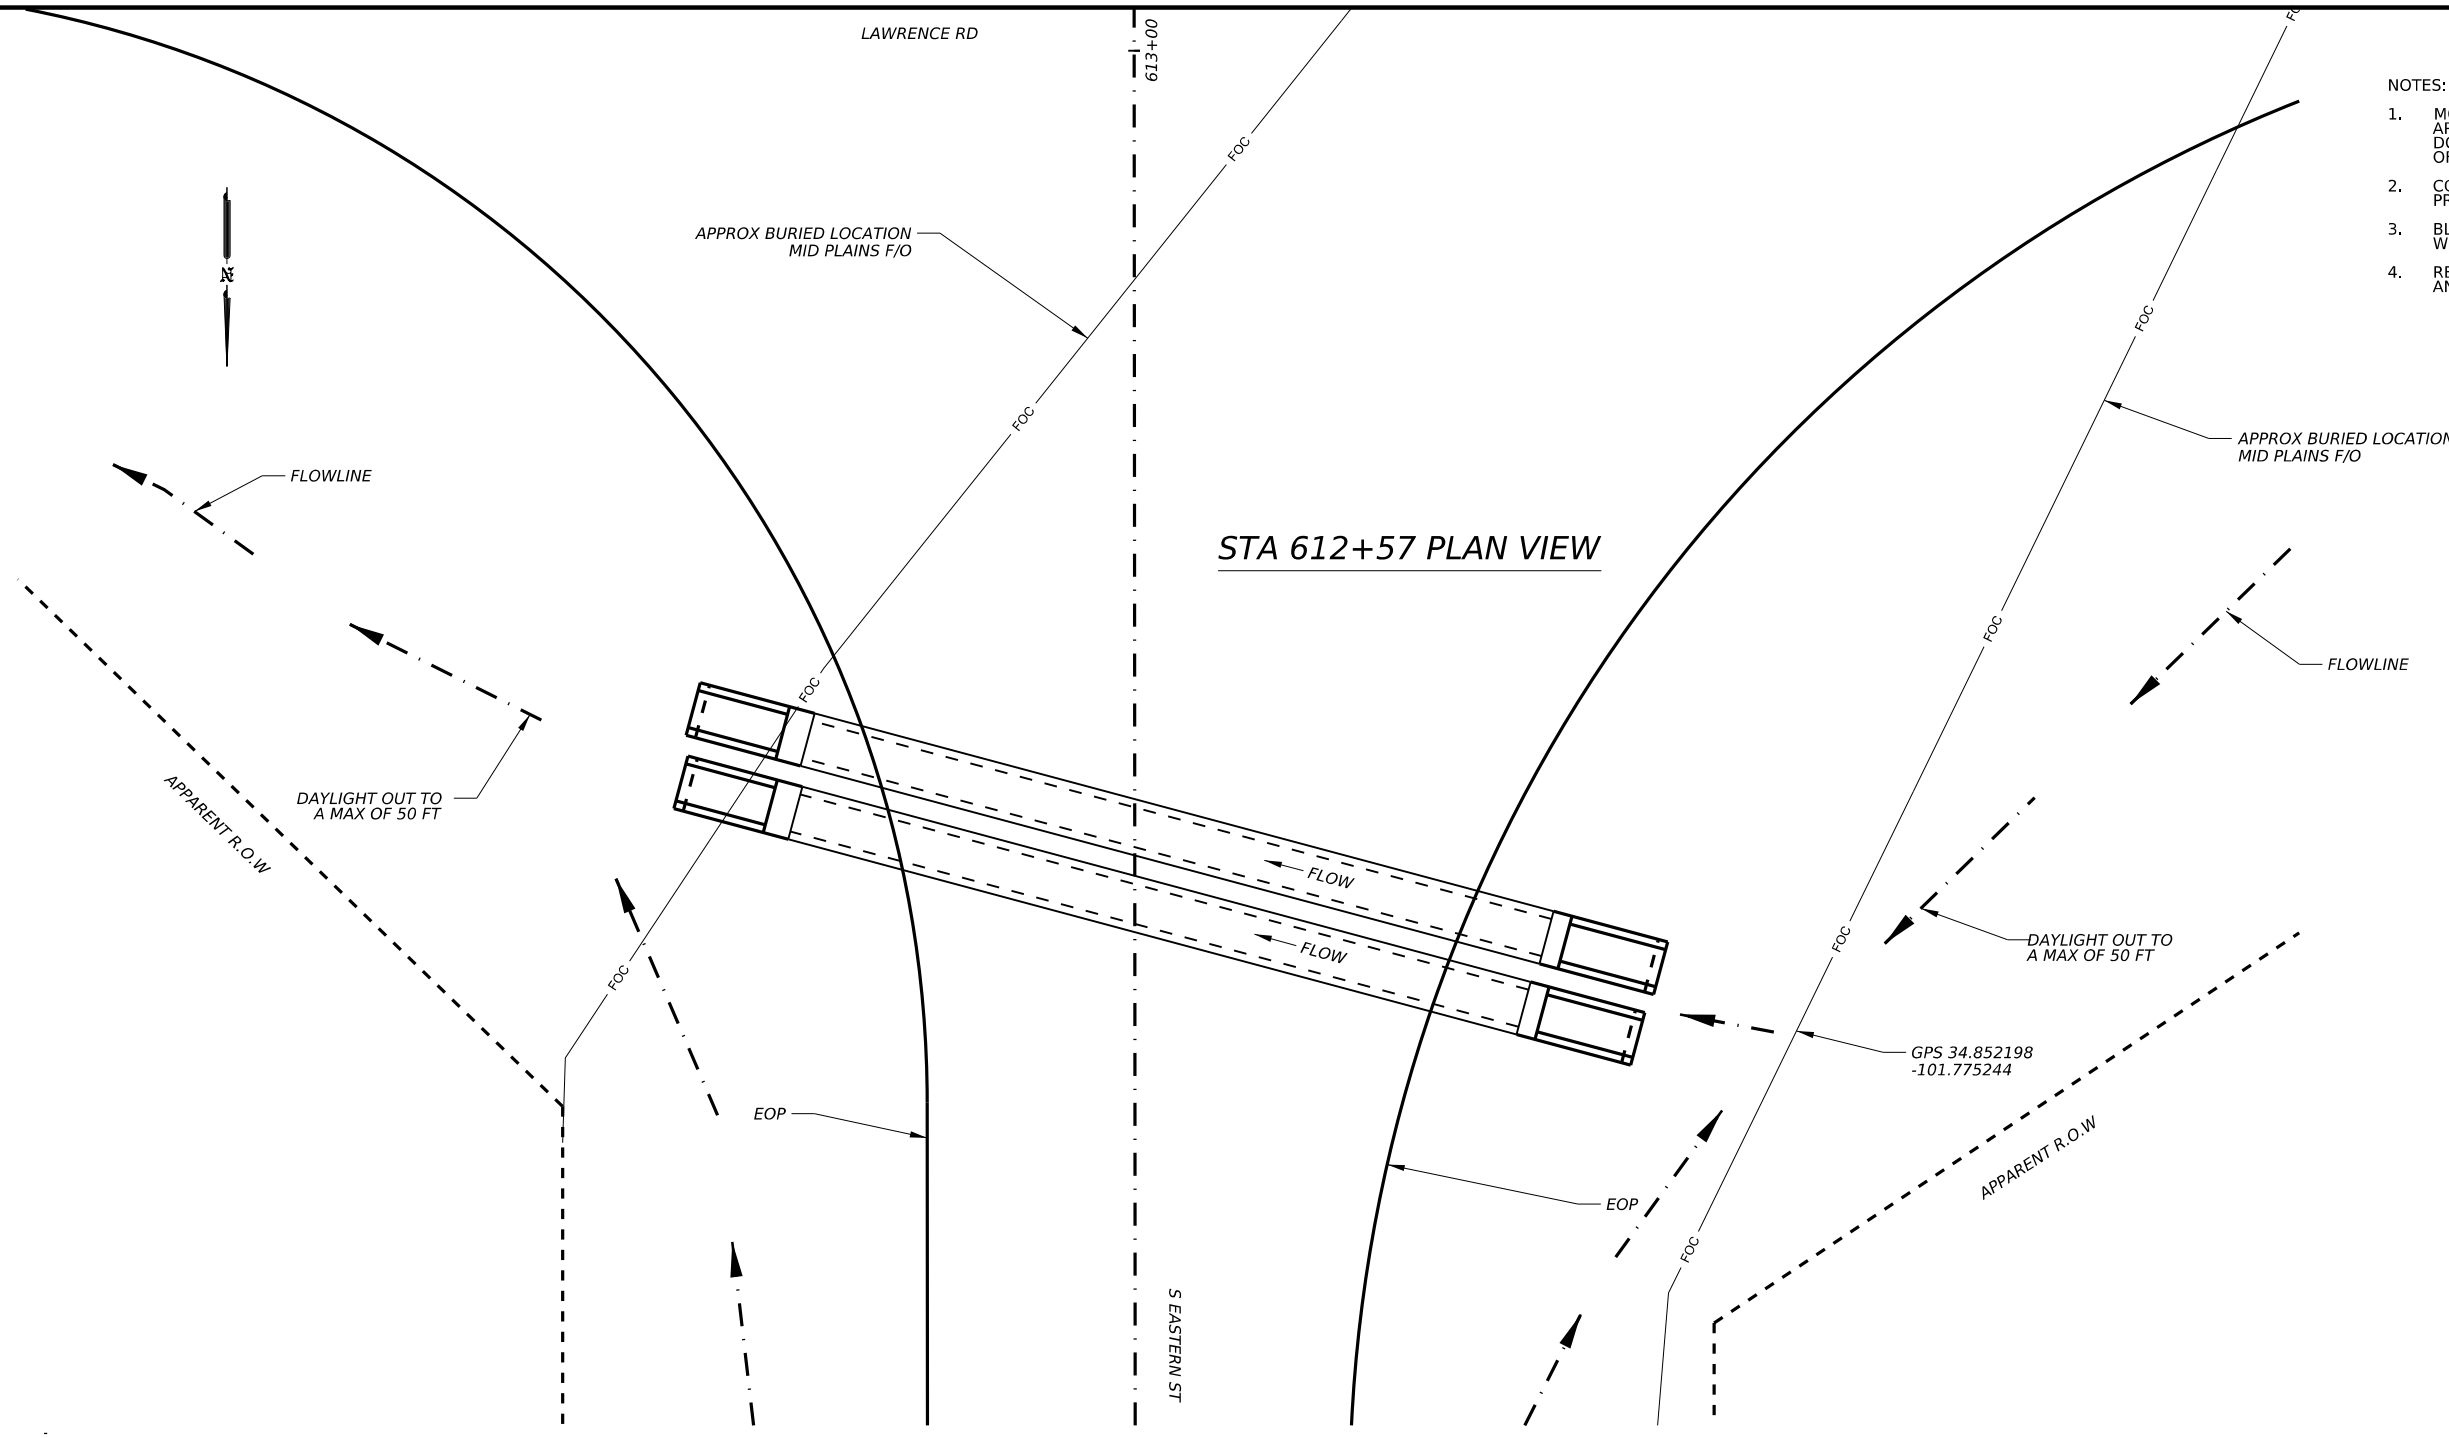 LAWRENCE RD
613+00
FOC
NOTES:
1.
2.
3.
4.
FOC
APPROX BURIED LOCATION
MID PLAINS F/O
FOC
FOC
APPROX BURIED LOCATION
MID PLAINS F/O
FLOWLINE
STA 612+57 PLAN VIEW
FOC
FLOWLINE
FOC
DAYLIGHT OUT TO
A MAX OF 50 FT
APPARENT R.O.W
FLOW
FLOW
FOC
DAYLIGHT OUT TO
A MAX OF 50 FT
FOC
GPS 34.852198
-101.775244
EOP
APPARENT R.O.W
EOP
FOC
S EASTERN ST